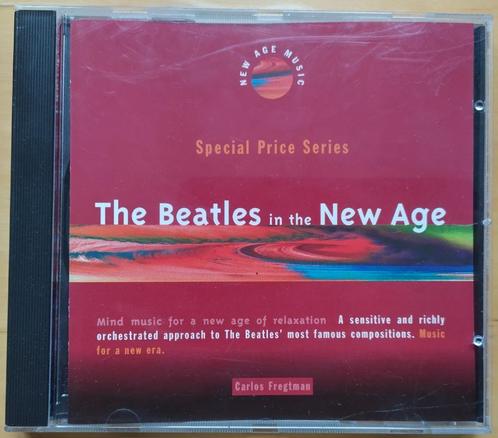 NEW AGE MUSIC
Special Price Series
The Beatles in the New Age
Mind music for a new age of relaxation A sensitive and richly
orchestrated approach to The Beatles' most famous compositions. Music
for a new era.
Carlos Fregtman